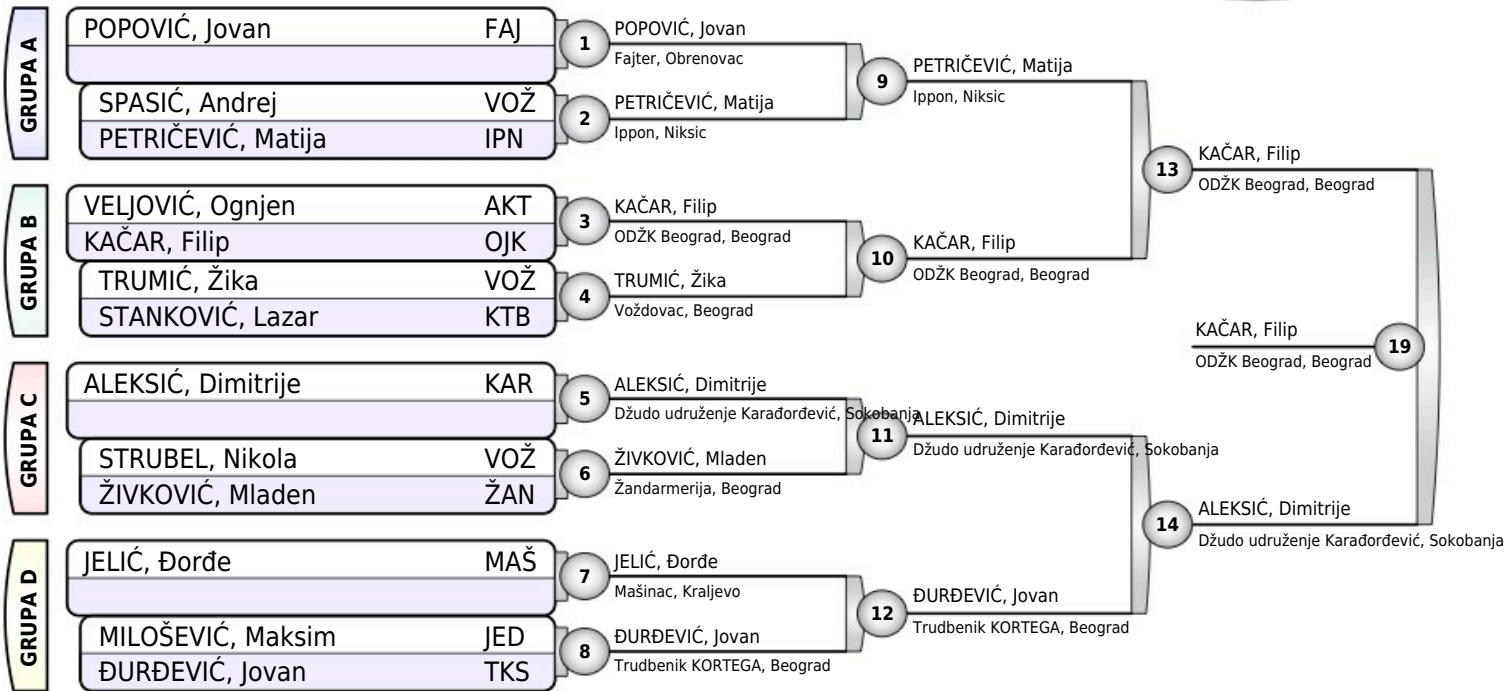 GRUPA A
POPOVIĆ, Jovan FAJ
SPASIĆ, Andrej VOŽ
PETRIČEVIĆ, Matija IPN
1
POPOVIĆ, Jovan
Fajter, Obrenovac
2
PETRIČEVIĆ, Matija
Ippon, Niksic
9
PETRIČEVIĆ, Matija
Ippon, Niksic
GRUPA B
VELJOVIĆ, Ognjen AKT
KAČAR, Filip OJK
TRUMIĆ, Žika VOŽ
STANKOVIĆ, Lazar KTB
3
KAČAR, Filip
ODŽK Beograd, Beograd
4
TRUMIĆ, Žika
Voždovac, Beograd
10
KAČAR, Filip
ODŽK Beograd, Beograd
13
KAČAR, Filip
ODŽK Beograd, Beograd
GRUPA C
ALEKSIĆ, Dimitrije KAR
STRUBEL, Nikola VOŽ
ŽIVKOVIĆ, Mladen ŽAN
5
ALEKSIĆ, Dimitrije
Džudo udruženje Karađorđević, Sokobanja
6
ŽIVKOVIĆ, Mladen
Žandarmerija, Beograd
11
ALEKSIĆ, Dimitrije
Džudo udruženje Karađorđević, Sokobanja
GRUPA D
JELIĆ, Đorđe MAŠ
MILOŠEVIĆ, Maksim JED
ĐURĐEVIĆ, Jovan TKS
7
JELIĆ, Đorđe
Mašinac, Kraljevo
8
ĐURĐEVIĆ, Jovan
Trudbenik KORTEGA, Beograd
12
ĐURĐEVIĆ, Jovan
Trudbenik KORTEGA, Beograd
14
ALEKSIĆ, Dimitrije
Džudo udruženje Karađorđević, Sokobanja
KAČAR, Filip
ODŽK Beograd, Beograd
19